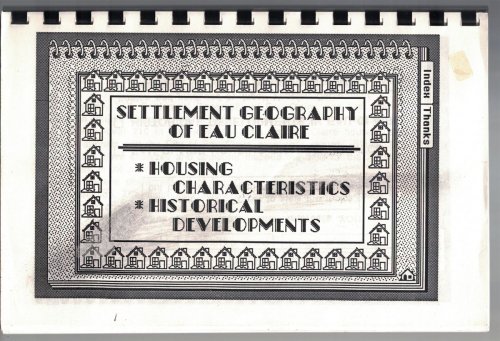 SETTLEMENT GEOGRAPHY
OF EAU CLAIRE
* HOUSING
CHARACTERISTICS
* HISTORICAL
DEVELOPMENTS
Index
Thanks